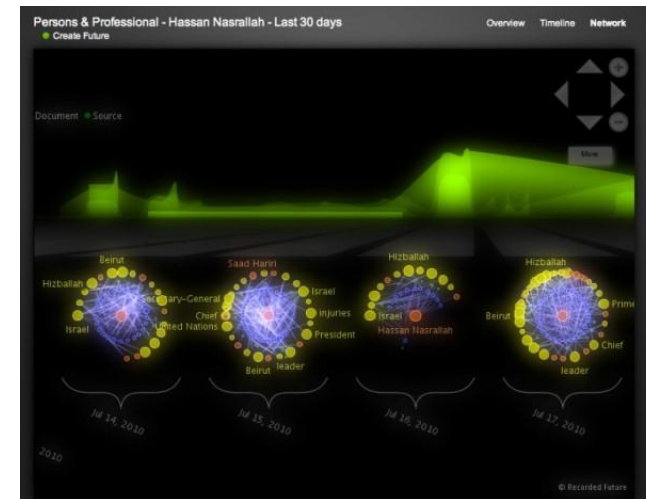 Persons & Professional - Hassan Nasrallah - Last 30 days
Overview Timeline Network
Create Future
Document Source
Beirut
Hizballah
Secretary-General
United Nations
Israel
Jul 14, 2010
Saad Hariri
Israel
Chief
injuries
President
leader
Beirut
Jul 15, 2010
Hizballah
Israel
Hassan Nasrallah
Jul 16, 2010
Hizballah
Beirut
Prime
Chief
leader
Jul 17, 2010
2010
© Recorded Future